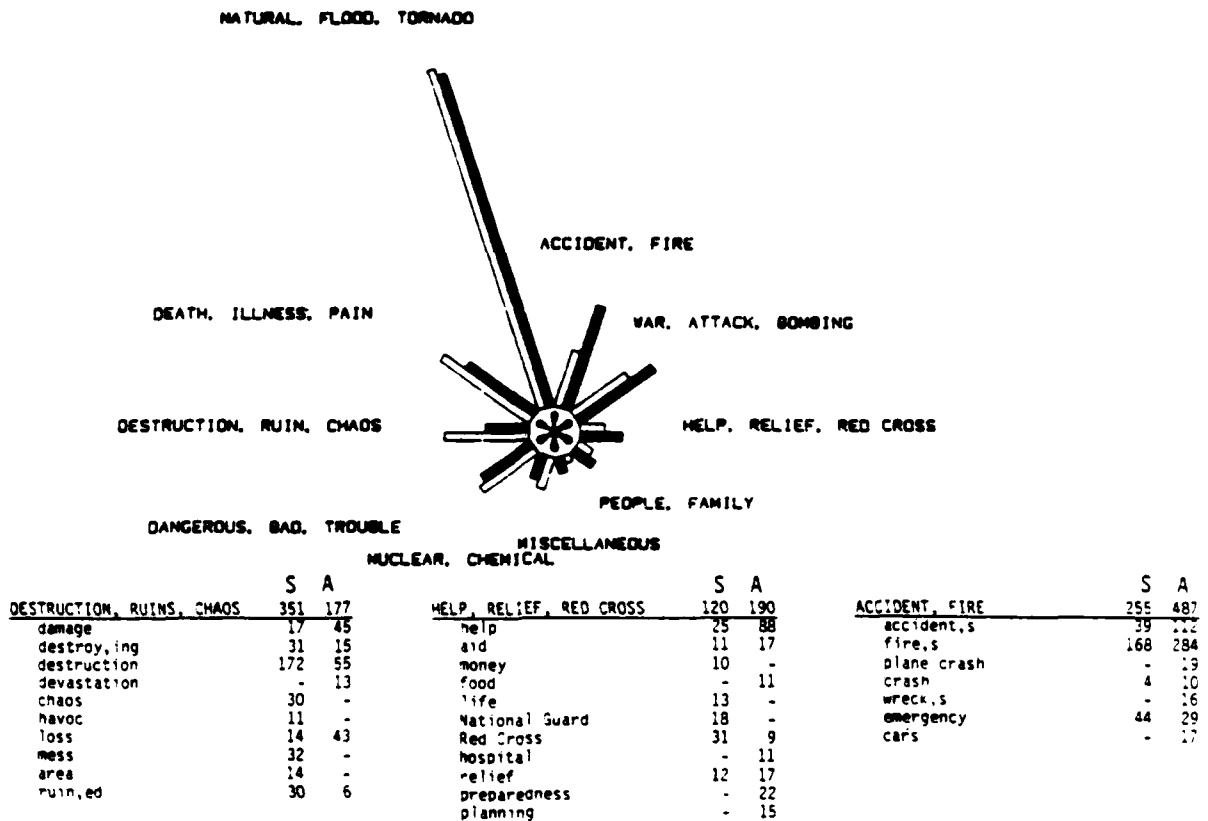 NATURAL, FLOOD, TORNADO
ACCIDENT, FIRE
DEATH, ILLNESS, PAIN
WAR, ATTACK, BOMBING
DESTRUCTION, RUIN, CHAOS
HELP, RELIEF, RED CROSS
PEOPLE, FAMILY
DANGEROUS, BAD, TROUBLE
MISCELLANEOUS
NUCLEAR, CHEMICAL
S A
DESTRUCTION, RUINS, CHAOS 351 177
damage 17 45
destroy,ing 31 15
destruction 172 55
devastation - 13
chaos 30 -
havoc 11 -
loss 14 43
mess 32 -
area 14 -
ruin,ed 30 6
S A
HELP, RELIEF, RED CROSS 120 190
help 25 88
aid 11 17
money 10 -
food - 11
life 13 -
National Guard 18 -
Red Cross 31 9
hospital - 11
relief 12 17
preparedness - 22
planning - 15
S A
ACCIDENT, FIRE 255 487
accident,s 39 112
fire,s 168 284
plane crash - 19
crash 4 10
wreck,s - 16
emergency 44 29
cars - 17